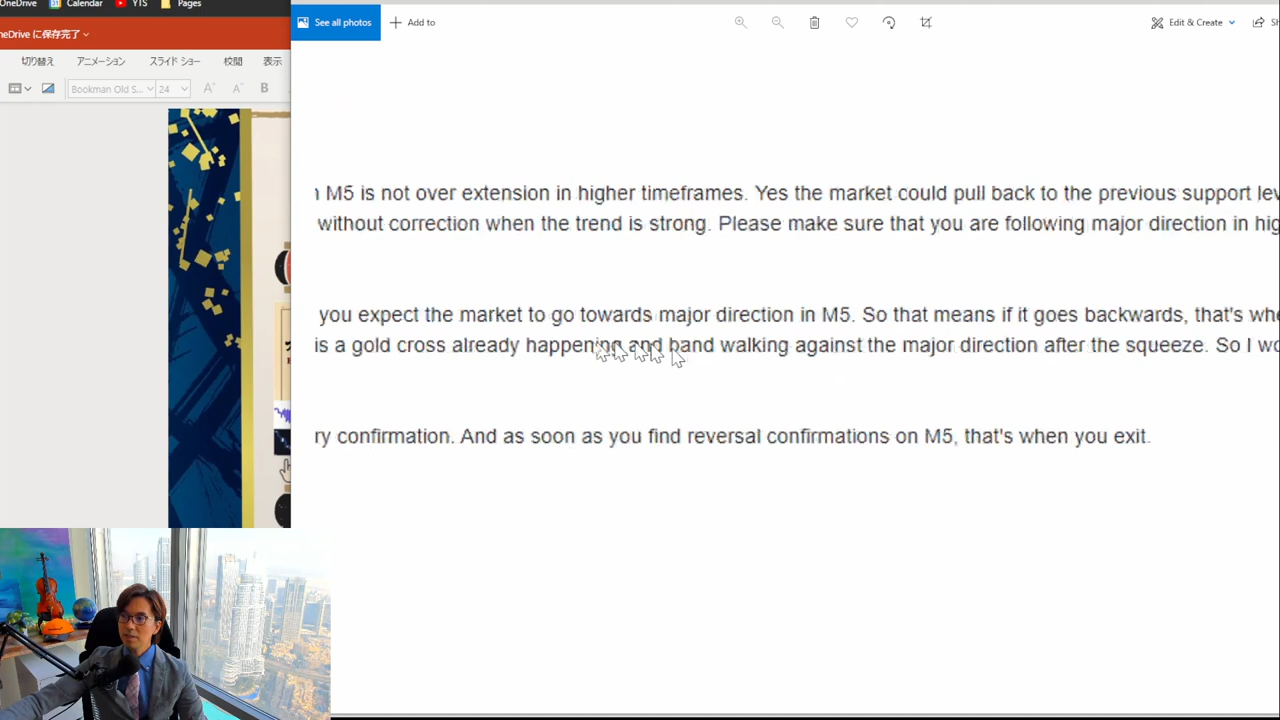 OneDrive
Calendar
YTS
Pages
neDrive に保存完了
切り替え
アニメーション
スライド ショー
校閲
表示
Bookman Old S...
24
A
A
B
See all photos
Add to
Edit & Create
M5 is not over extension in higher timeframes. Yes the market could pull back to the previous support lev
without correction when the trend is strong. Please make sure that you are following major direction in hig
you expect the market to go towards major direction in M5. So that means if it goes backwards, that's whe
is a gold cross already happening and band walking against the major direction after the squeeze. So I wo
ry confirmation. And as soon as you find reversal confirmations on M5, that's when you exit.